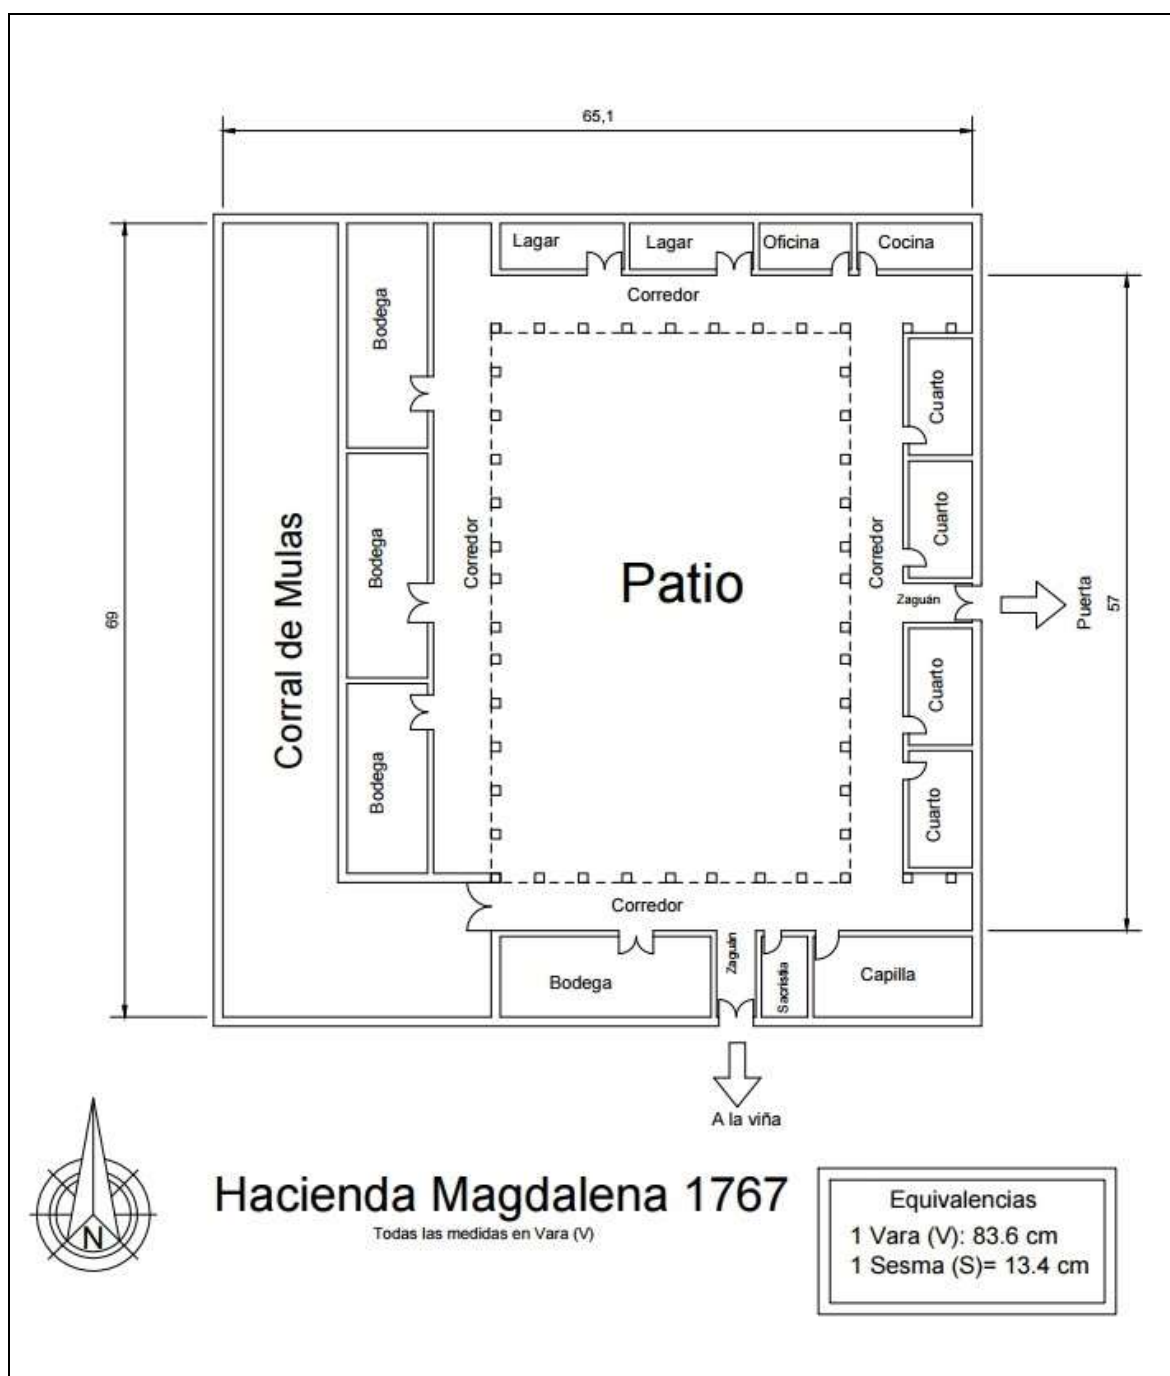 65,1
Lagar
Lagar
Oficina
Cocina
Corredor
Bodega
Cuarto
Cuarto
Corredor
Corredor
Bodega
Corral de Mulas
Patio
Zaguán
Puerta
57
69
Cuarto
Bodega
Cuarto
Corredor
Bodega
Zaguán
Sacristia
Capilla
A la viña
N
Hacienda Magdalena 1767
Todas las medidas en Vara (V)
Equivalencias
1 Vara (V): 83.6 cm
1 Sesma (S)= 13.4 cm